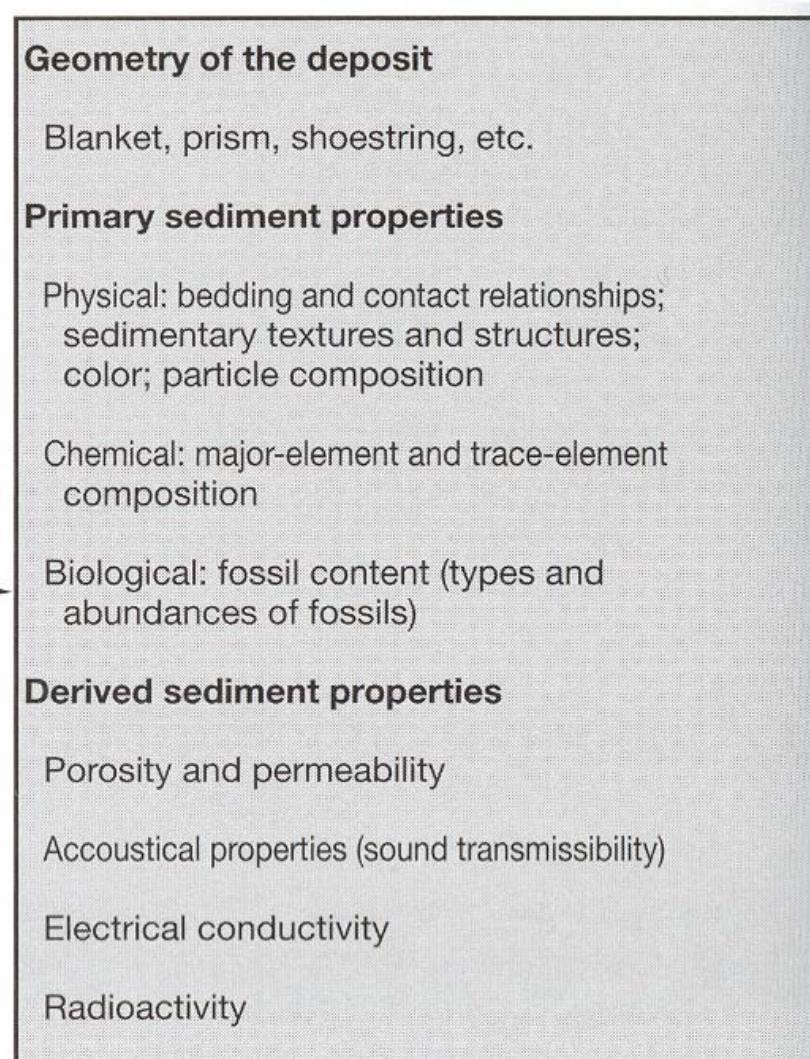 Geometry of the deposit
Blanket, prism, shoestring, etc.
Primary sediment properties
Physical: bedding and contact relationships;
sedimentary textures and structures;
color; particle composition
Chemical: major-element and trace-element
composition
Biological: fossil content (types and
abundances of fossils)
Derived sediment properties
Porosity and permeability
Accoustical properties (sound transmissibility)
Electrical conductivity
Radioactivity